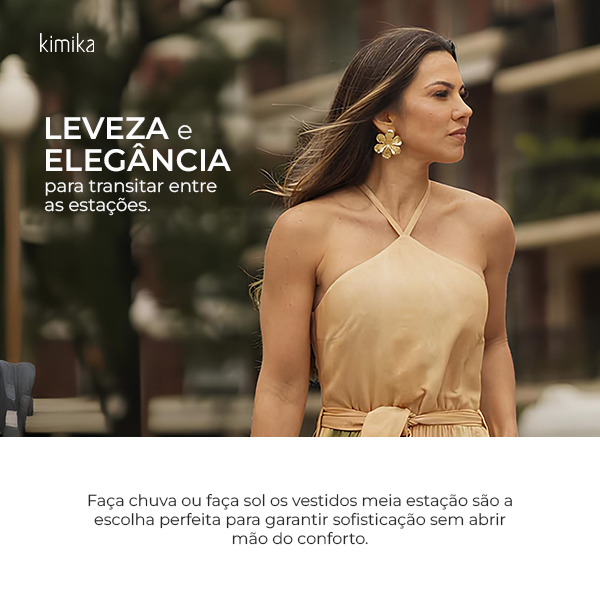 kimika
LEVEZA e
ELEGÂNCIA
para transitar entre
as estações.
Faça chuva ou faça sol os vestidos meia estação são a
escolha perfeita para garantir sofisticação sem abrir
mão do conforto.